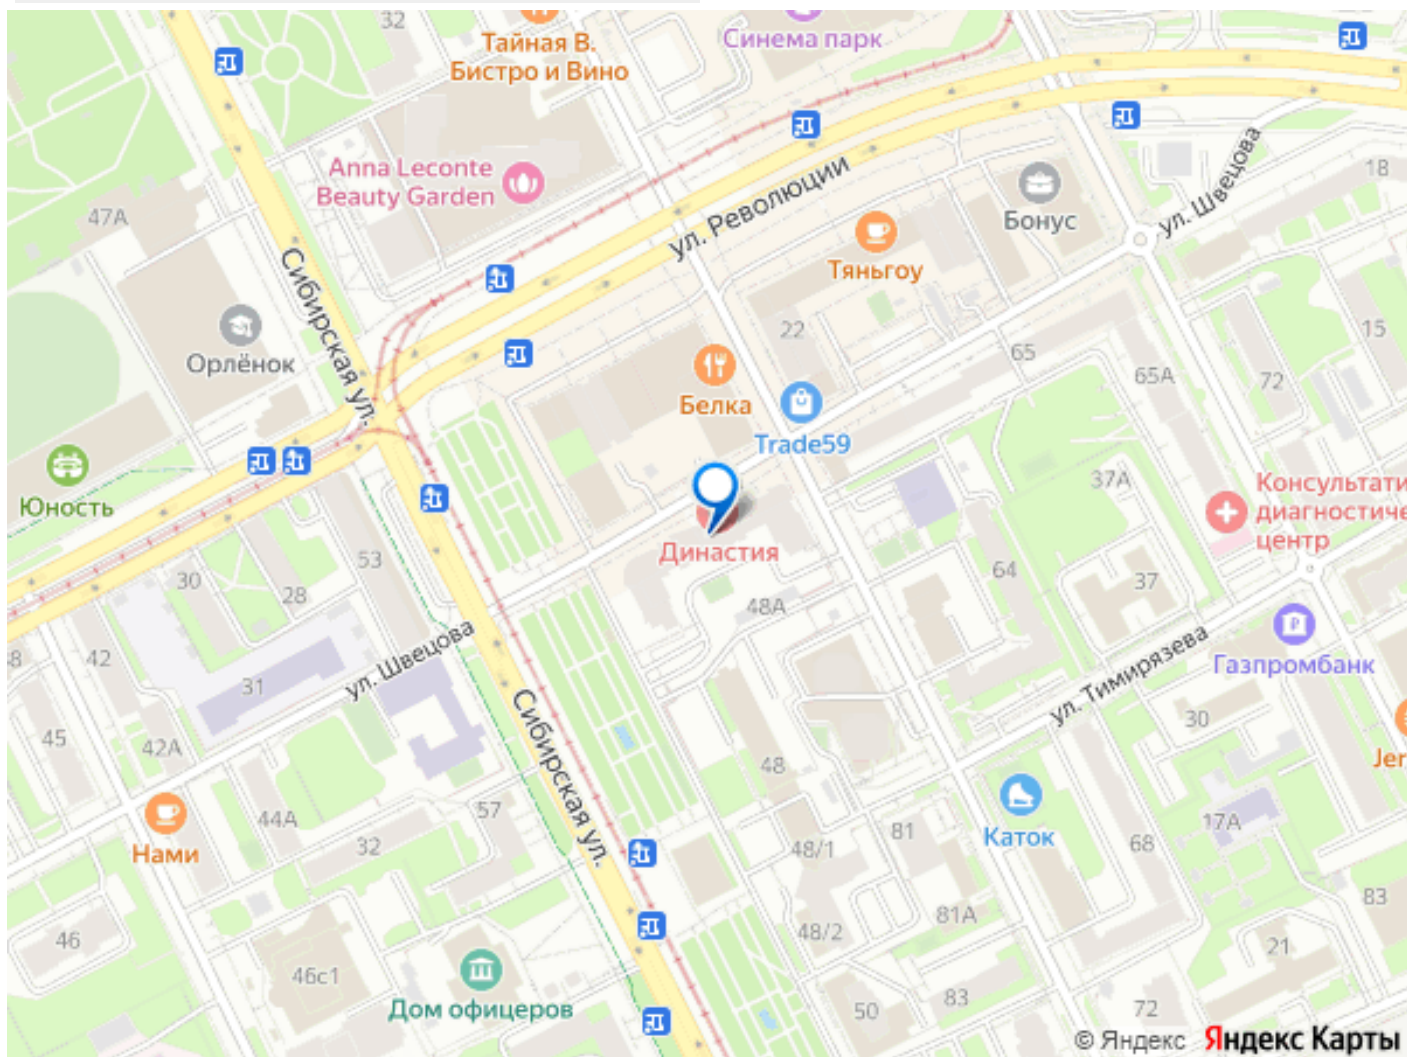 32
Тайная В.
Бистро и Вино
Синема парк
Anna Leconte
Beauty Garden
47А
ул. Революции
Бонус
ул. Швецова
18
Тяньгоу
Сибирская ул.
Орлёнок
22
65
15
65А
72
Белка
Trade59
Юность
37А
Консультати
диагностиче
центр
Династия
53
30
28
64
37
48А
ул. Швецова
42
31
ул. Тимирязева
Газпромбанк
30
45
42А
Сибирская ул.
48
Jer
57
44А
Нами
32
Каток
17А
81
48/1
68
83
81А
46
48/2
21
46с1
Дом офицеров
50
83
72
© Яндекс Яндекс Карты